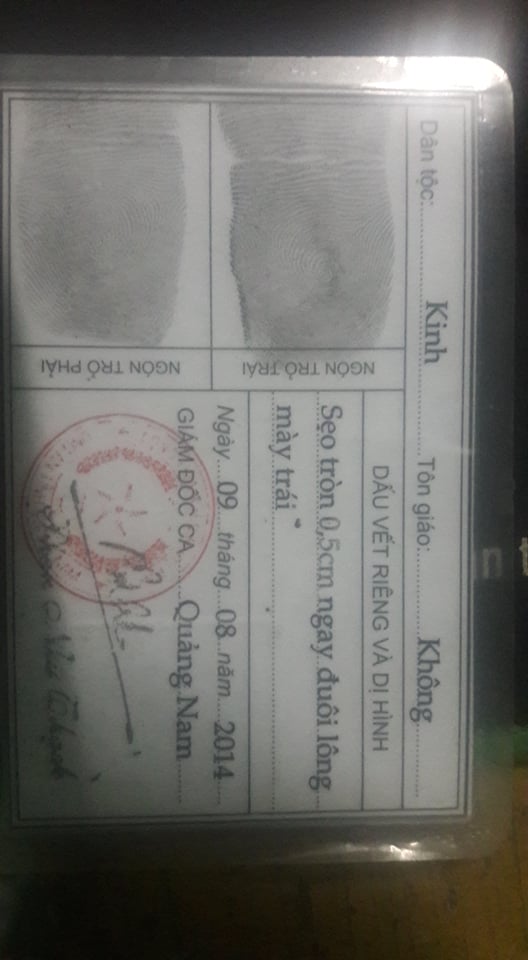 Dân tộc: Kinh Tôn giáo: Không
DẤU VẾT RIÊNG VÀ DỊ HÌNH
Sẹo tròn 0,5cm ngay đuôi lông
mày trái
NGÓN TRỎ TRÁI
NGÓN TRỎ PHẢI
Ngày 09 tháng 08 năm 2014
GIÁM ĐỐC CA Quảng Nam